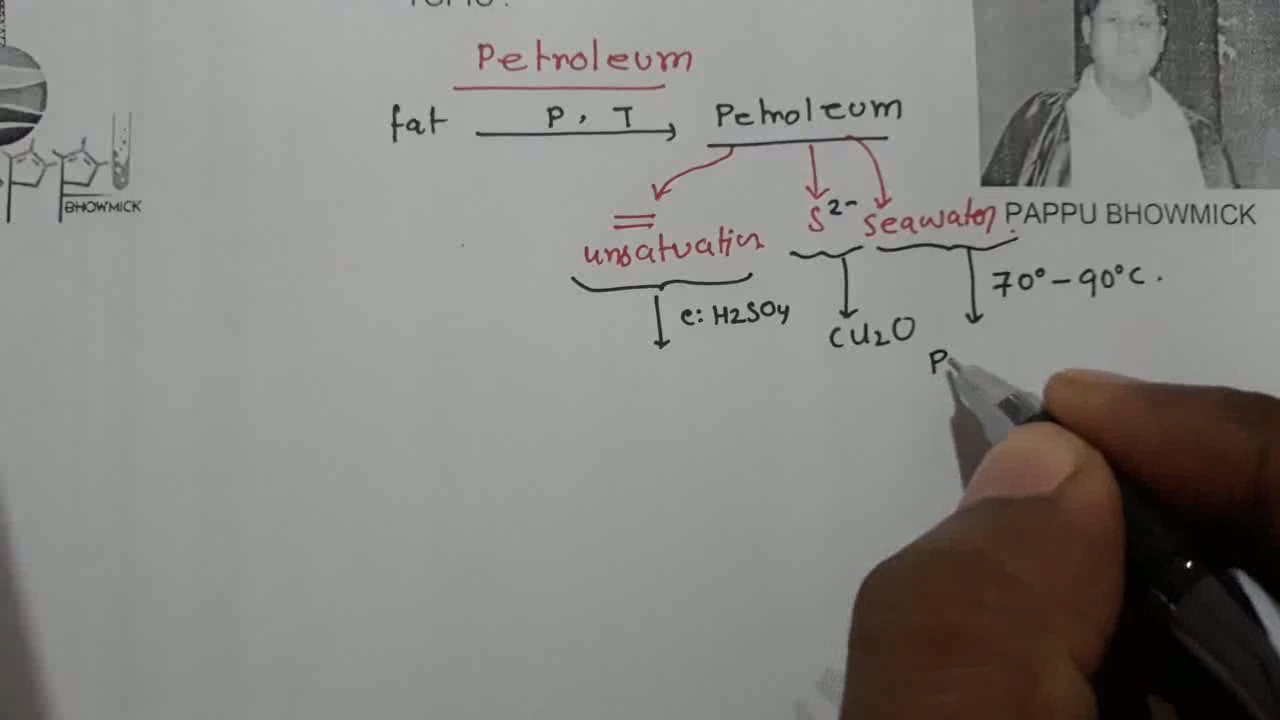 Petroleum
fat P, T Petroleum
=
unsatuation S2- seawater PAPPU BHOWMICK
BHOWMICK
c: H2SO4 CU2O 70°-90°C.
P